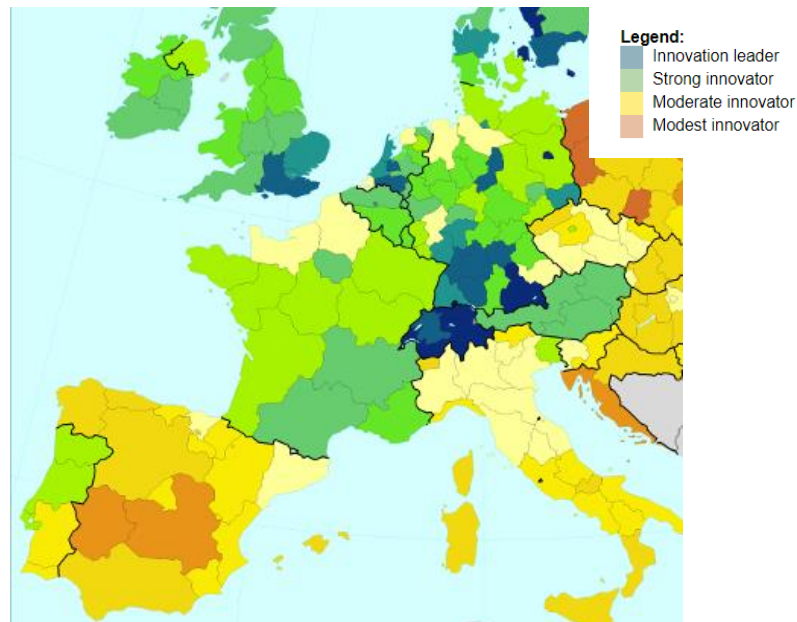 Legend:
Innovation leader
Strong innovator
Moderate innovator
Modest innovator